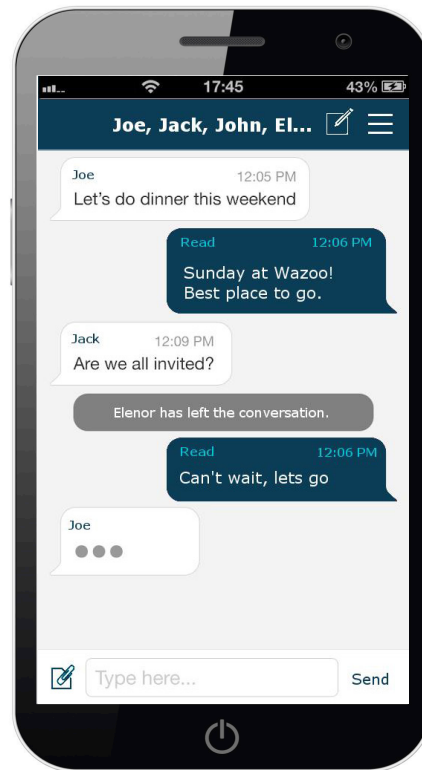 17:45
43%
Joe, Jack, John, El...
Joe 12:05 PM
Let's do dinner this weekend
Read 12:06 PM
Sunday at Wazoo!
Best place to go.
Jack 12:09 PM
Are we all invited?
Elenor has left the conversation.
Read 12:06 PM
Can't wait, lets go
Joe
Type here...
Send